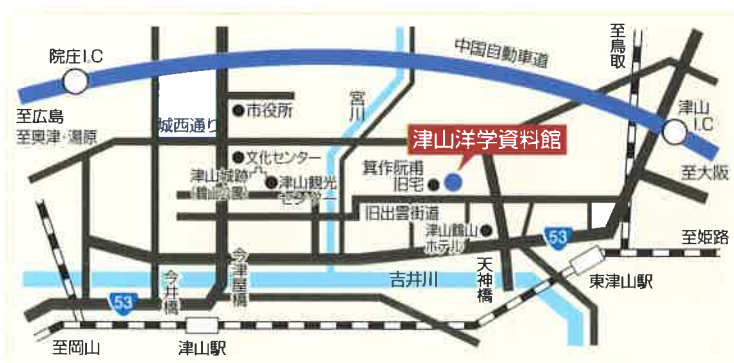 院庄I.C
中国自動車道
至鳥取
津山
I.C
至広島
至奥津・湯原
城西通り
市役所
宮川
津山洋学資料館
文化センター
津山城跡
(鶴山公園)
津山観光
センター
箕作阮甫
旧宅
至大阪
旧出雲街道
津山鶴山
ホテル
53
至姫路
今井橋
今津屋橋
吉井川
天神橋
東津山駅
53
至岡山
津山駅